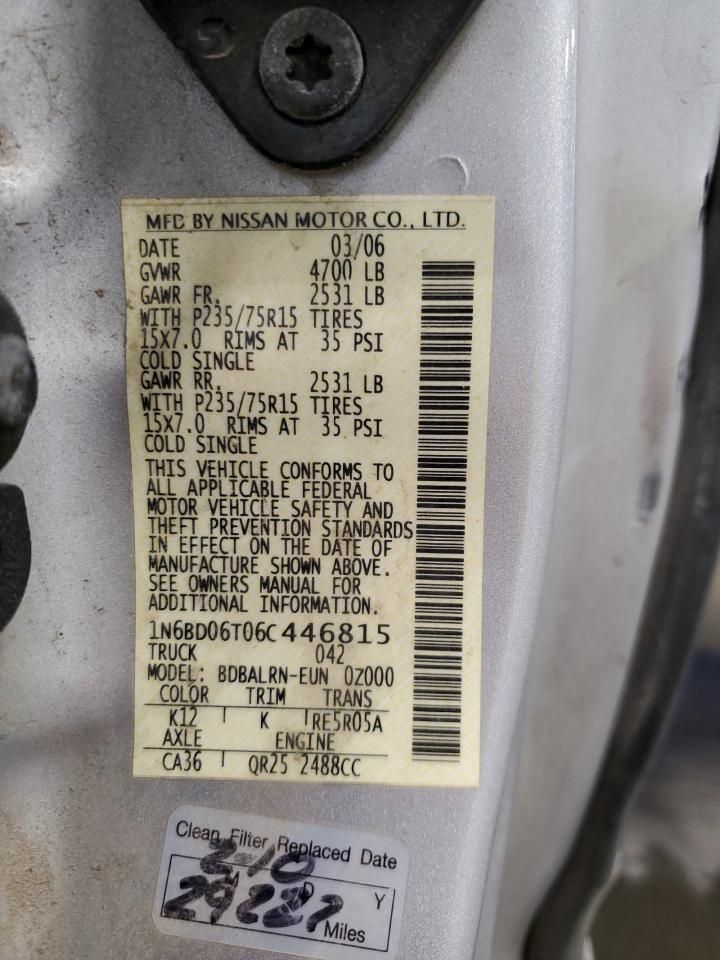 MFD BY NISSAN MOTOR CO., LTD.
DATE 03/06
GVWR 4700 LB
GAWR FR. 2531 LB
WITH P235/75R15 TIRES
15X7.0 RIMS AT 35 PSI
COLD SINGLE
GAWR RR. 2531 LB
WITH P235/75R15 TIRES
15X7.0 RIMS AT 35 PSI
COLD SINGLE
THIS VEHICLE CONFORMS TO
ALL APPLICABLE FEDERAL
MOTOR VEHICLE SAFETY AND
THEFT PREVENTION STANDARDS
IN EFFECT ON THE DATE OF
MANUFACTURE SHOWN ABOVE.
SEE OWNERS MANUAL FOR
ADDITIONAL INFORMATION.
1N6BD06T06C446815
TRUCK 042
MODEL: BDBALRN-EUN 0Z000
COLOR TRIM TRANS
K12 K RE5R05A
AXLE ENGINE
CA36 QR25 2488CC
Clean Filter Replaced Date
2-10
M D Y
Miles